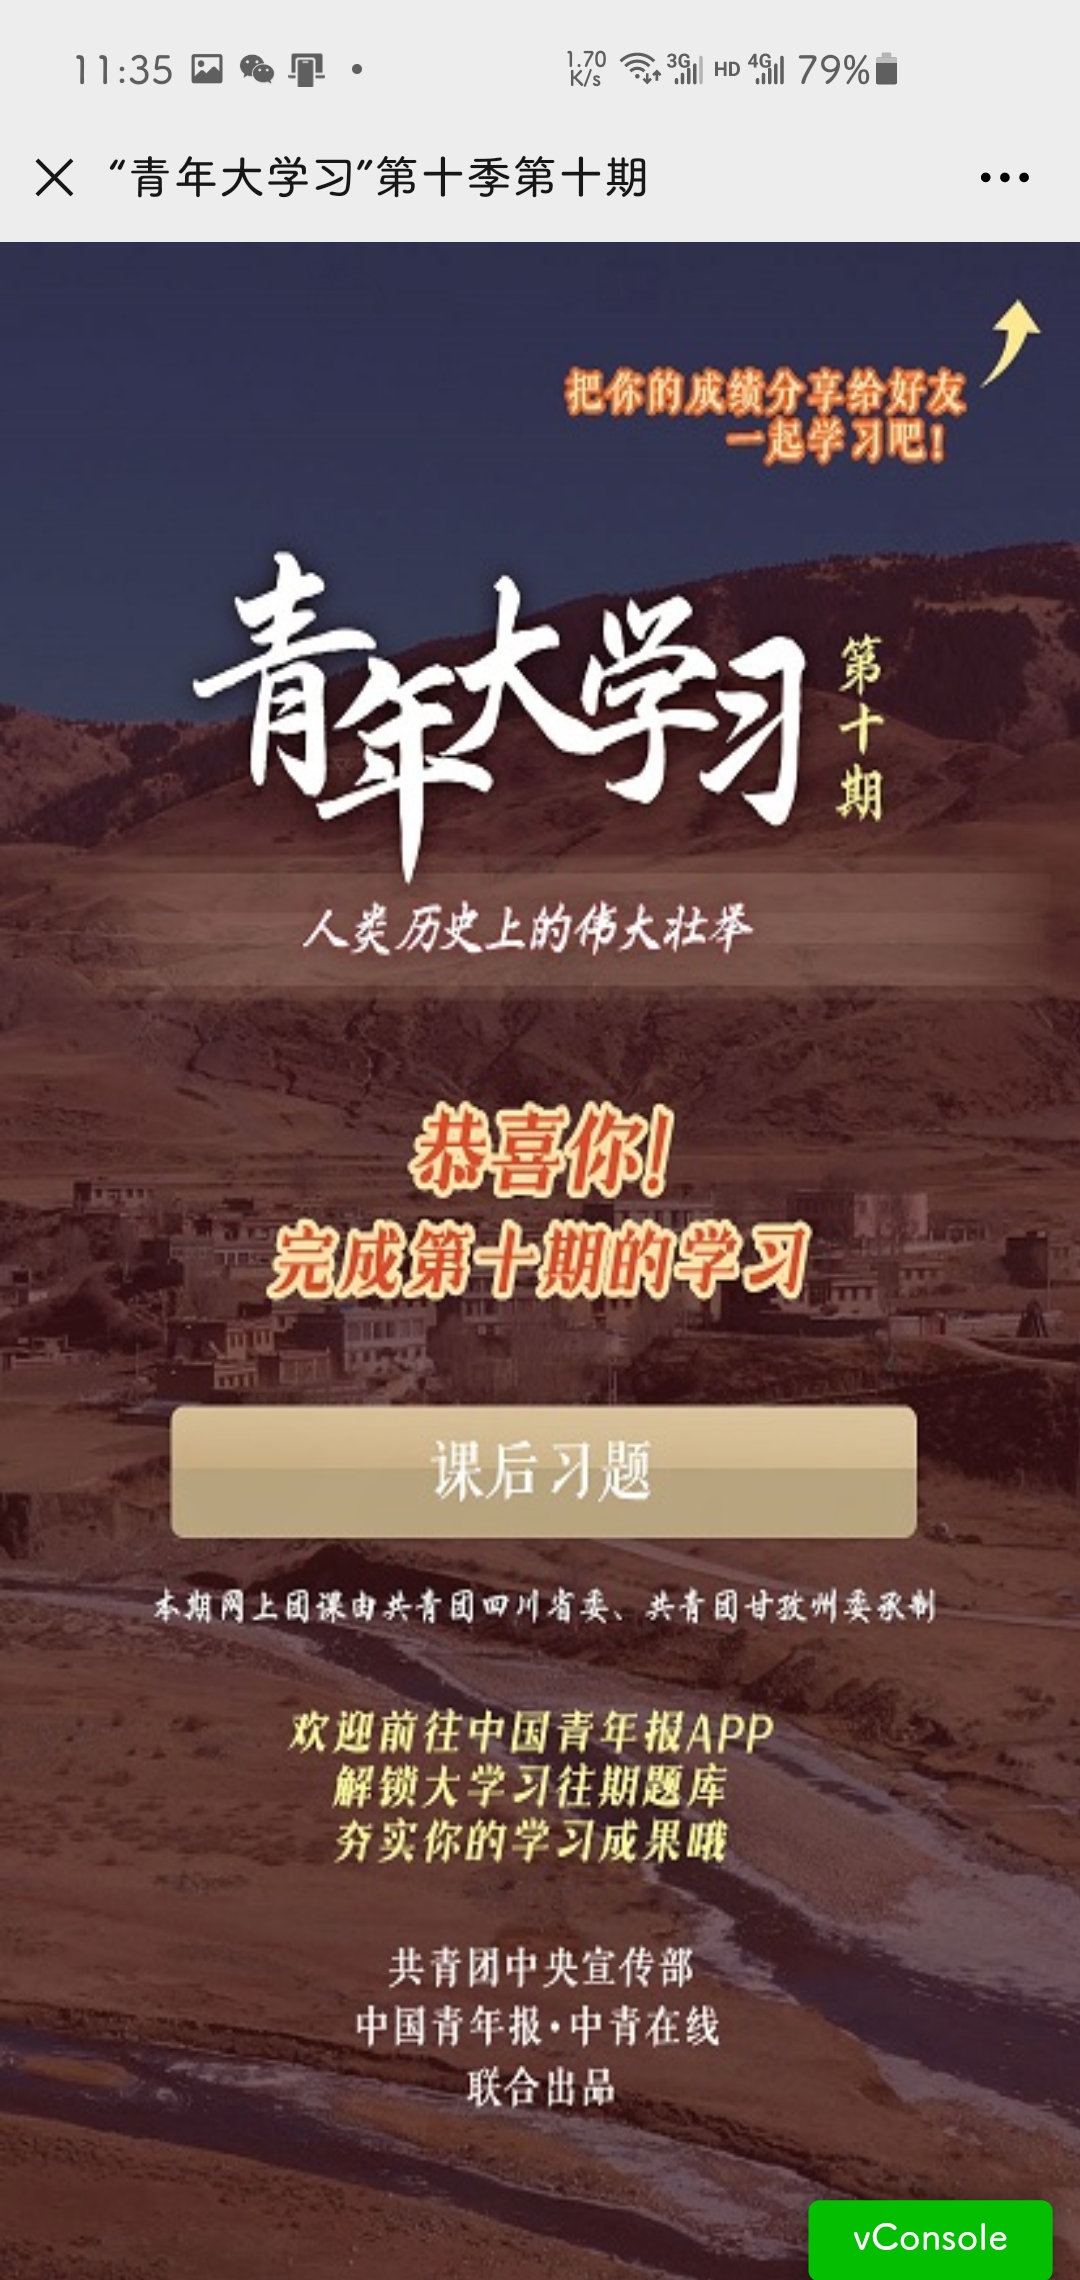 11:35
1.70
K/s
3G
HD
4G
79%
“青年大学习”第十季第十期
把你的成绩分享给好友
一起学习吧！
青年大学习
第十期
人类历史上的伟大壮举
恭喜你！
完成第十期的学习
课后习题
本期网上团课由共青团四川省委、共青团甘孜州委承制
欢迎前往中国青年报APP
解锁大学习往期题库
夯实你的学习成果哦
共青团中央宣传部
中国青年报·中青在线
联合出品
vConsole